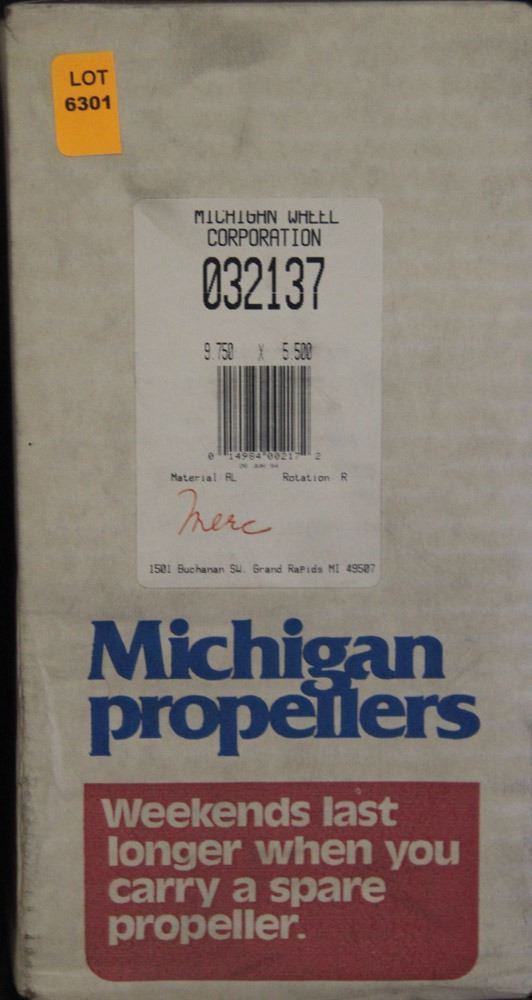 LOT
6301
MICHIGAN WHEEL
CORPORATION
032137
9.750 X 5.500
0 14984 00217 2
Material AL Rotation R
Merc
1501 Buchanan SW. Grand Rapids MI 49507
Michigan
propellers
Weekends last
longer when you
carry a spare
propeller.